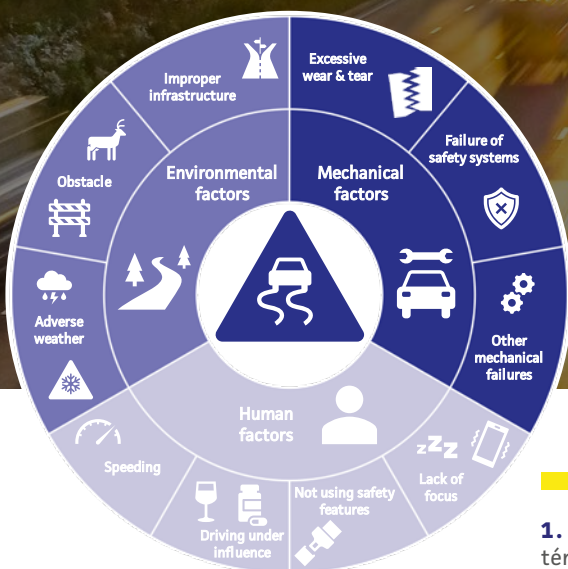 Improper
infrastructure
Excessive
wear & tear
Failure of
safety systems
Obstacle
Environmental
factors
Mechanical
factors
Adverse
weather
Other
mechanical
failures
Human
factors
Speeding
zzz
Lack of
focus
Not using safety
features
Driving under
influence
1.
tér